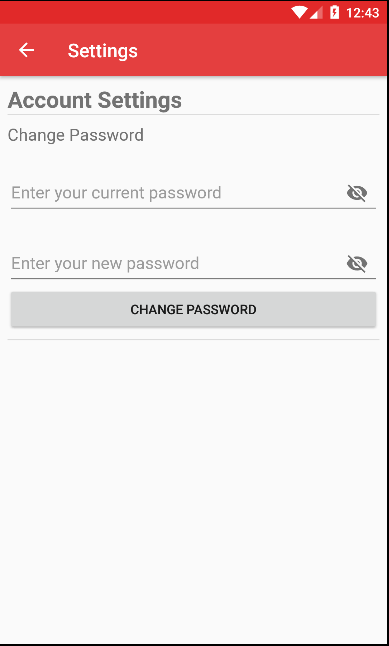 12:43
Settings
Account Settings
Change Password
Enter your current password
Enter your new password
CHANGE PASSWORD